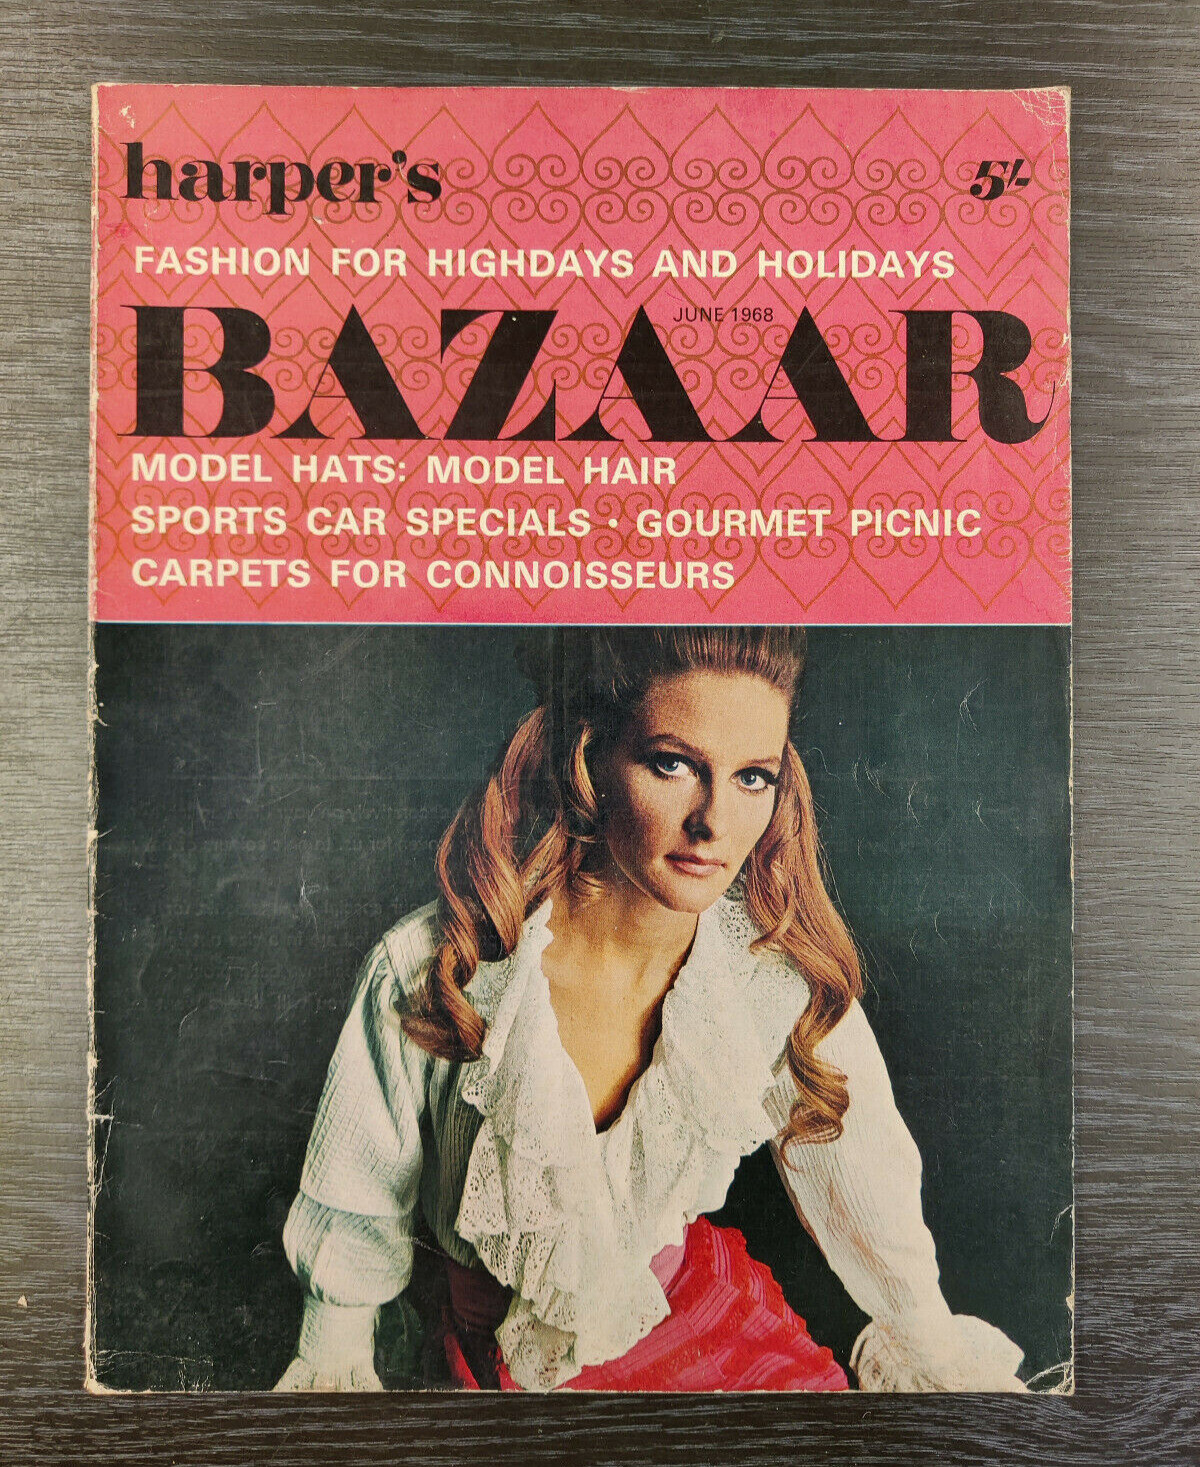 harper's
5/-
FASHION FOR HIGHDAYS AND HOLIDAYS
JUNE 1968
BAZAAR
MODEL HATS: MODEL HAIR
SPORTS CAR SPECIALS • GOURMET PICNIC
CARPETS FOR CONNOISSEURS